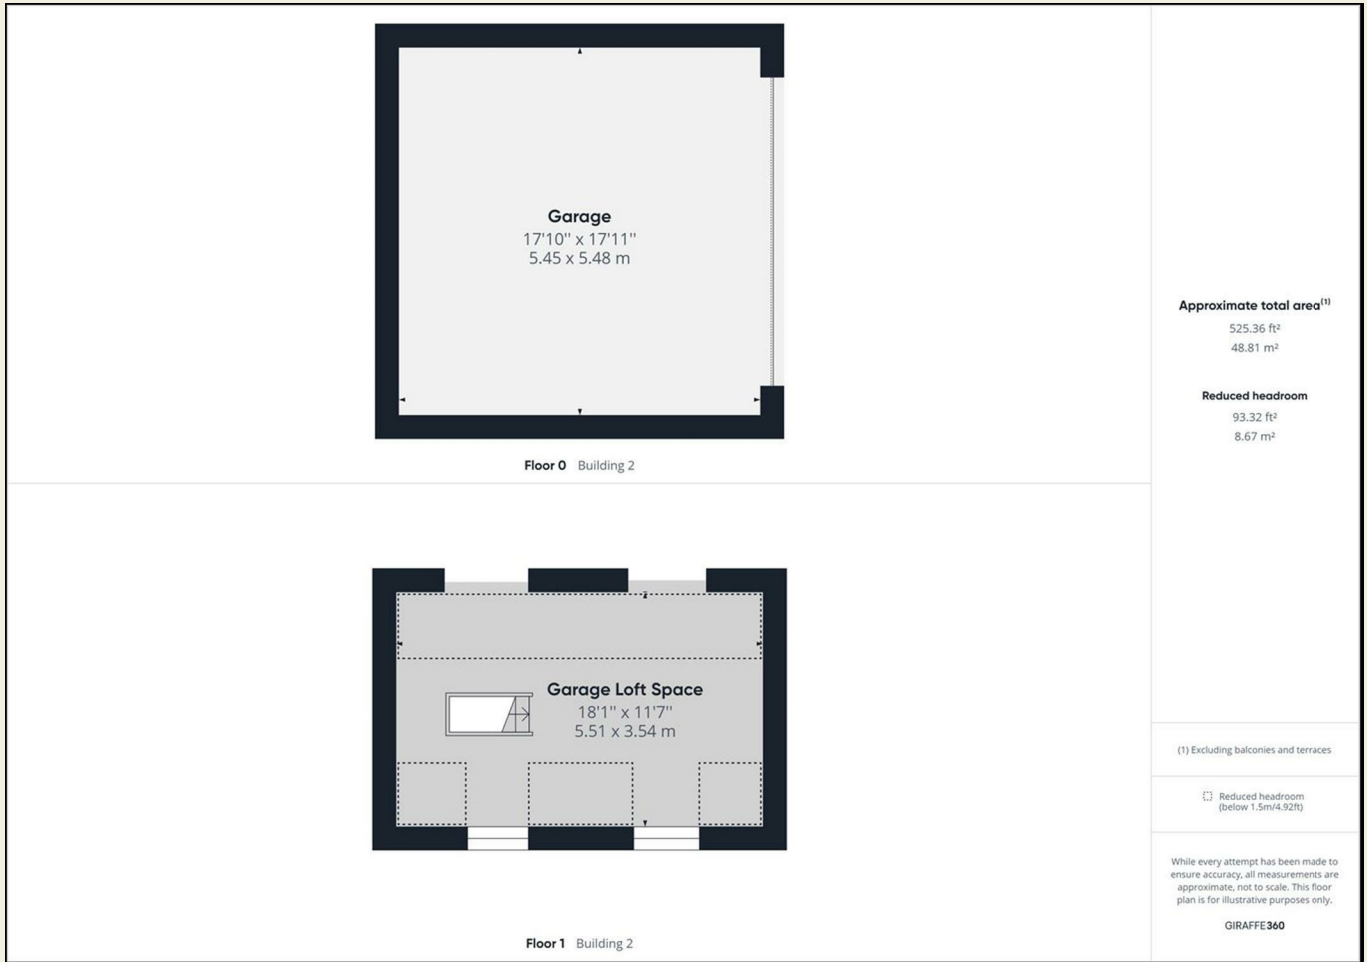 Garage
17'10'' x 17'11''
5.45 x 5.48 m
Floor 0 Building 2
Garage Loft Space
18'1'' x 11'7''
5.51 x 3.54 m
Floor 1 Building 2
Approximate total area(1)
525.36 ft²
48.81 m²
Reduced headroom
93.32 ft²
8.67 m²
(1) Excluding balconies and terraces
Reduced headroom
(below 1.5m/4.92ft)
While every attempt has been made to
ensure accuracy, all measurements are
approximate, not to scale. This floor
plan is for illustrative purposes only.
GIRAFFE360